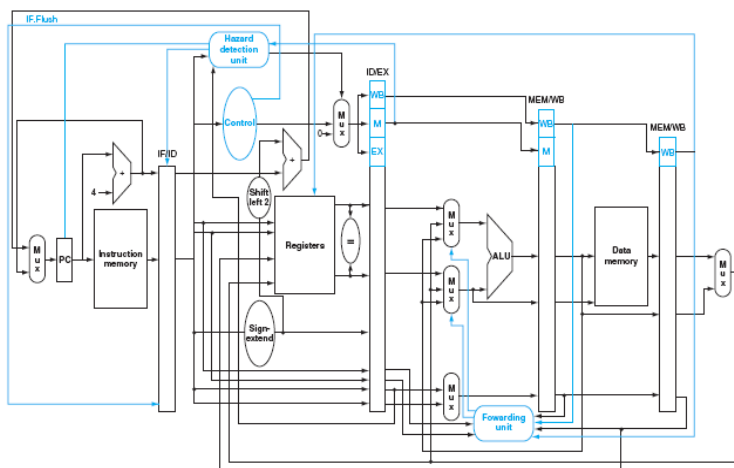 IF.Flush
Hazard
detection
unit
ID/EX
WB
MEM/WB
Control
M
u
x
0
M
WB
MEM/WB
IF/ID
EX
M
WB
+
+
4
Shift
left 2
M
u
x
PC
Instruction
memory
Registers
=
M
u
x
ALU
Data
memory
M
u
x
M
u
x
Sign-
extend
M
u
x
Fowarding
unit